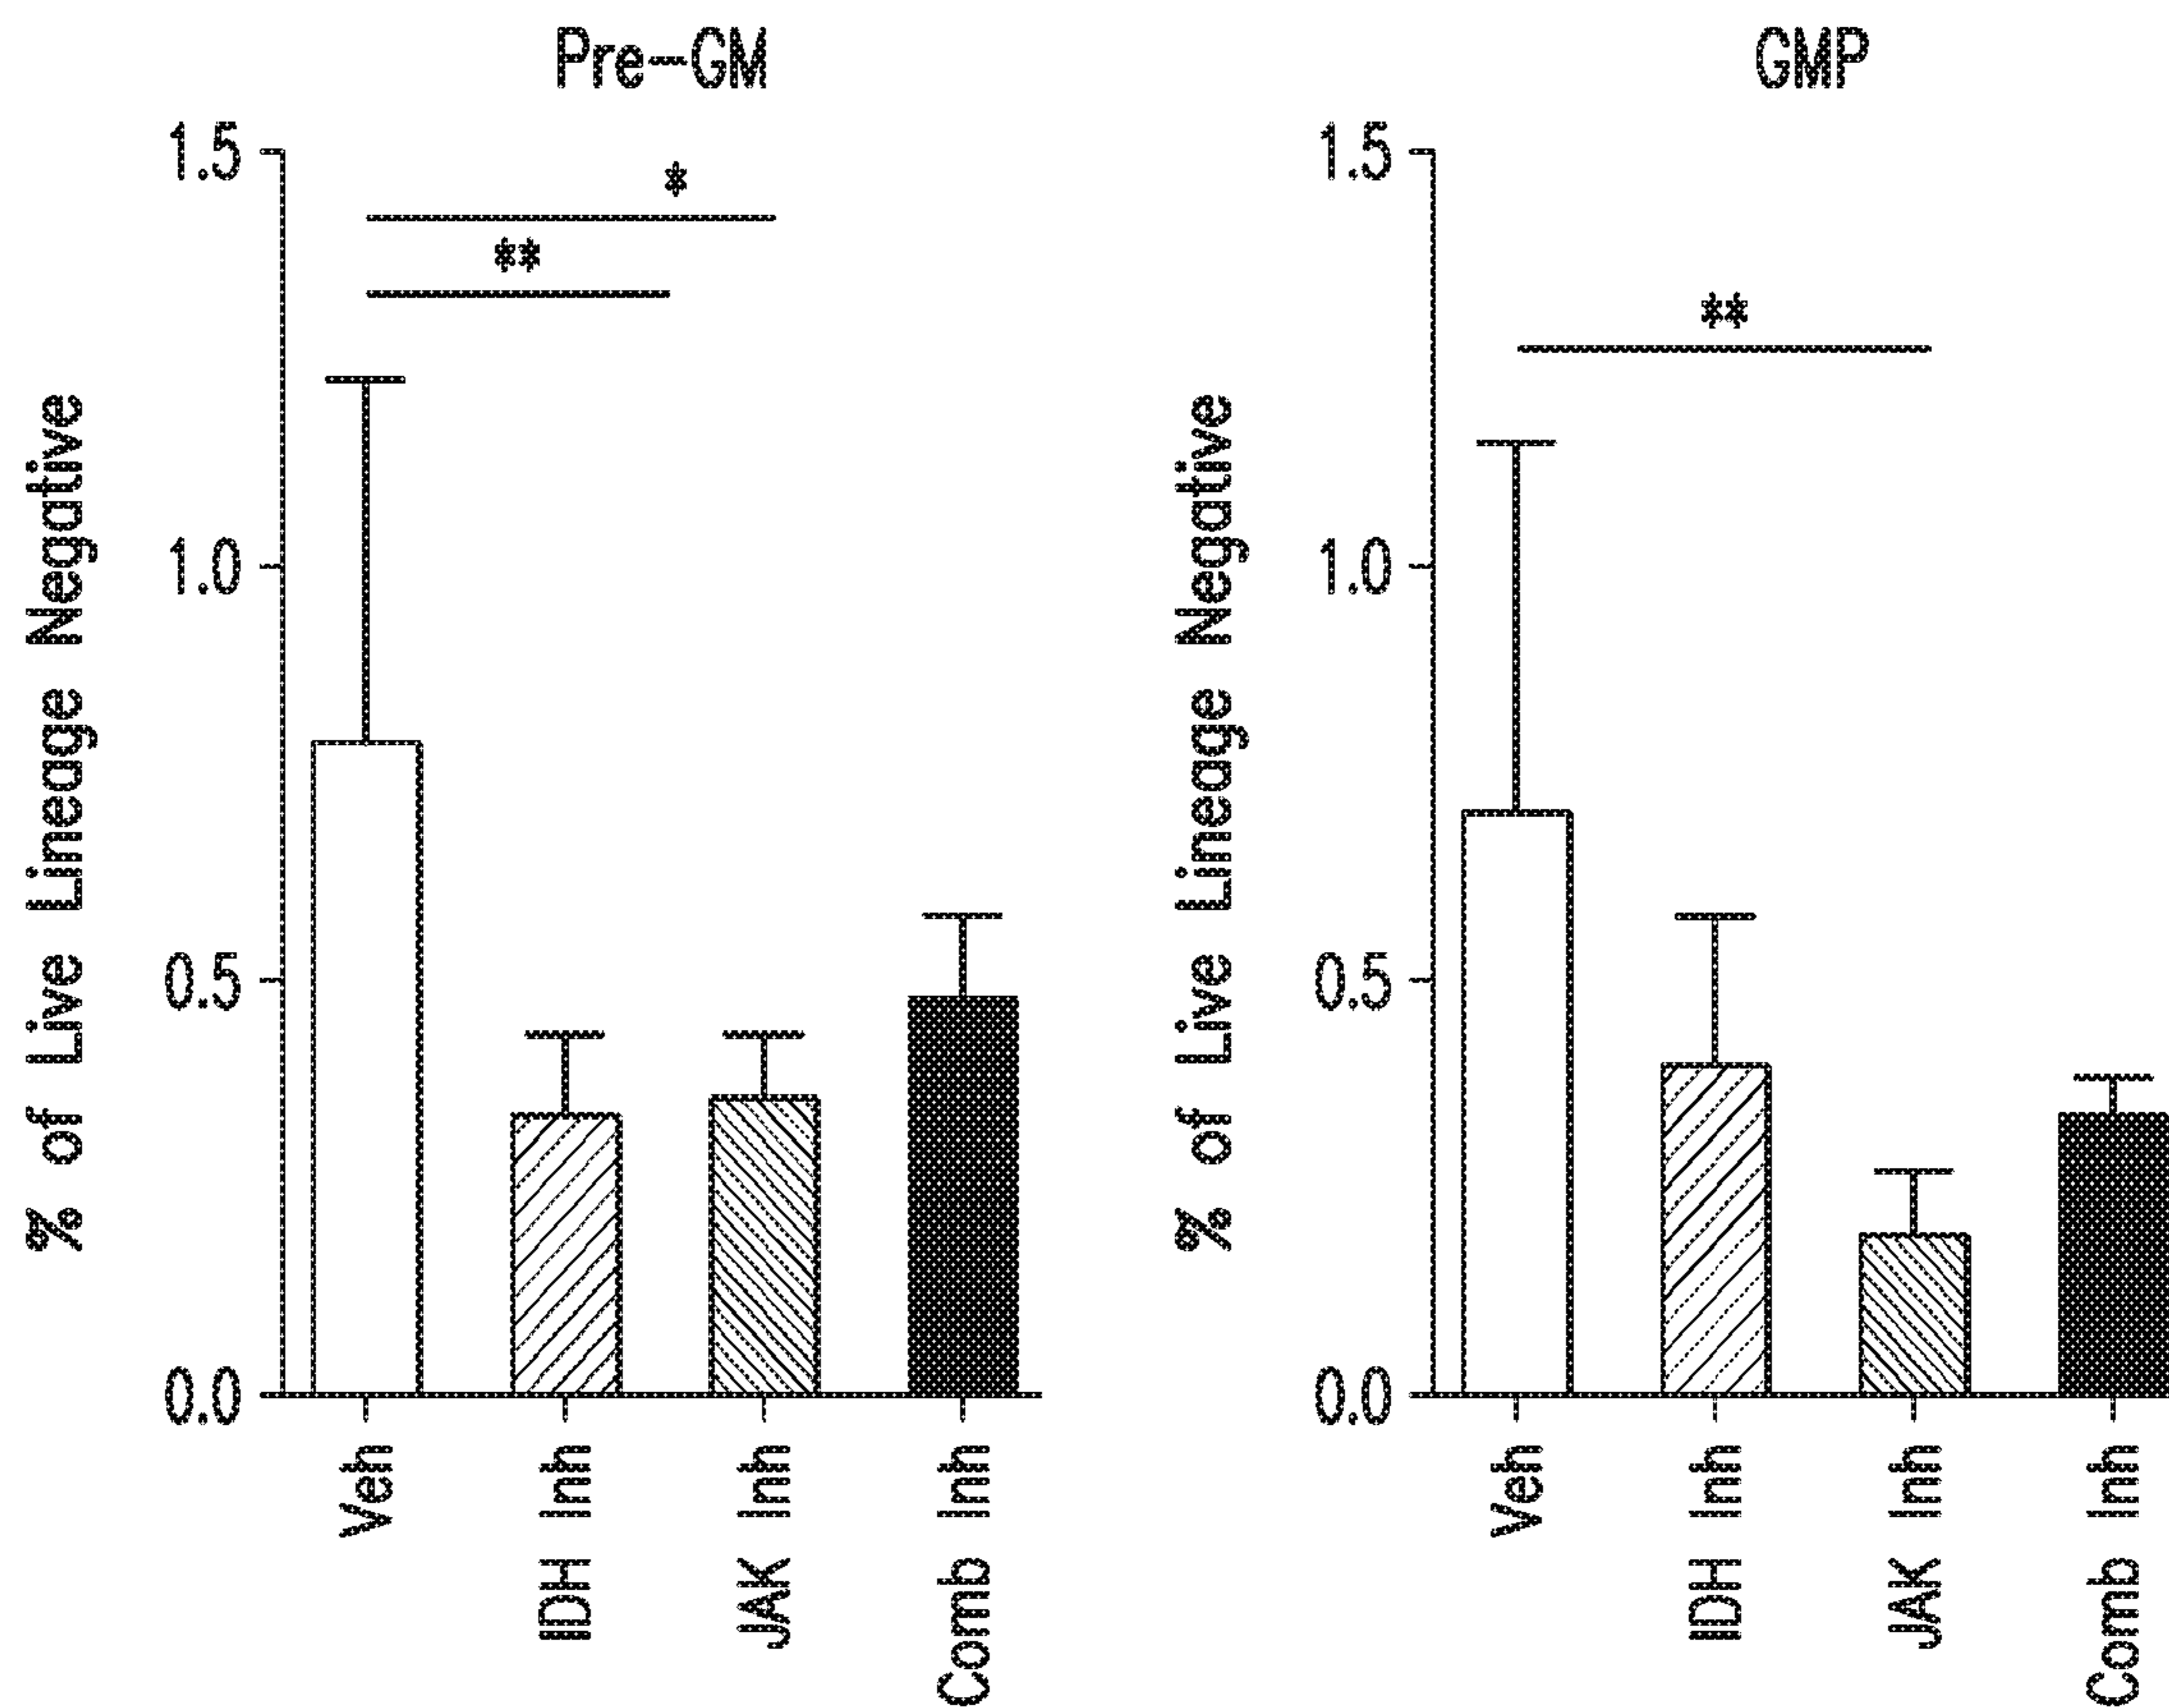 Pre-GM
% of Live Lineage Negative
1.5
1.0
0.5
0.0
*
**
Veh
IDH Inh
JAK Inh
Comb Inh
GMP
% of Live Lineage Negative
1.5
1.0
0.5
0.0
**
Veh
IDH Inh
JAK Inh
Comb Inh